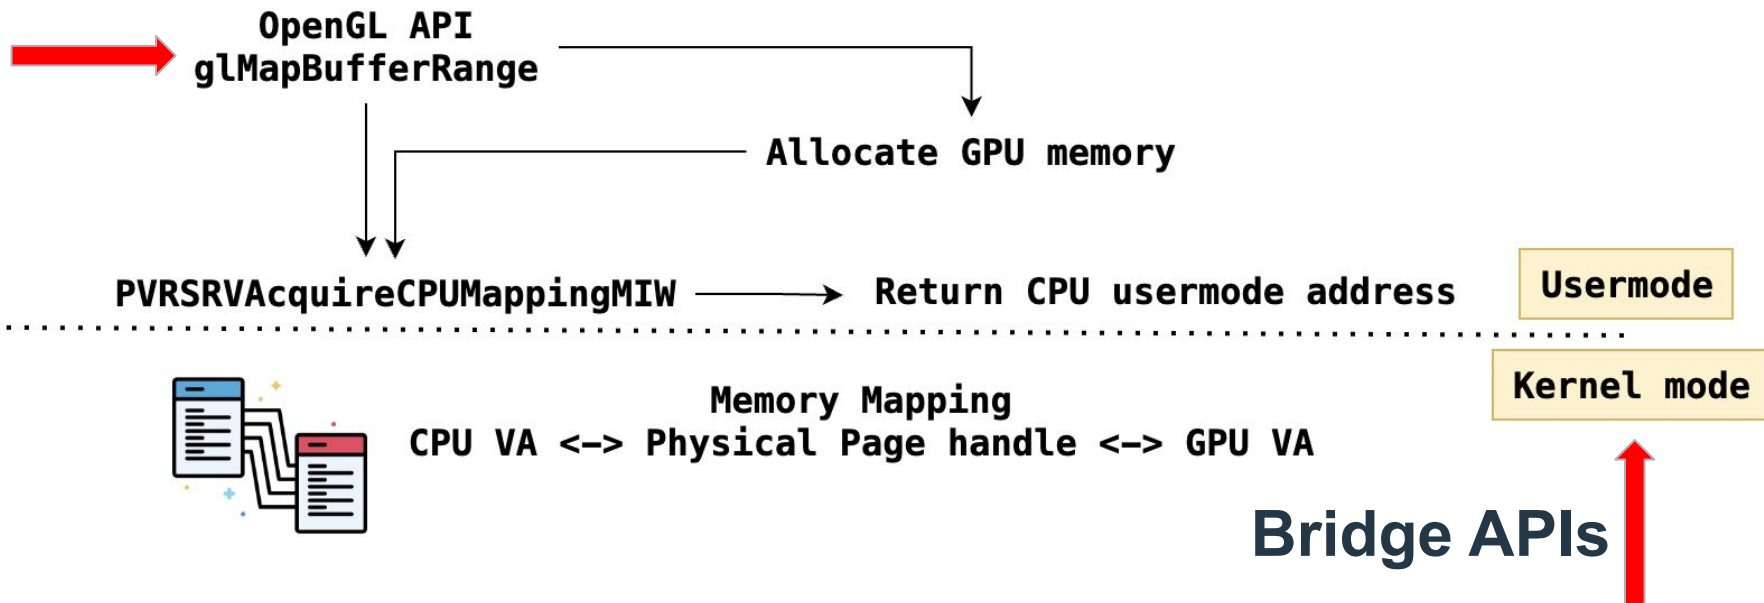 OpenGL API
glMapBufferRange
Allocate GPU memory
PVRSRVAcquireCPUMappingMIW
Return CPU usermode address
Usermode
Kernel mode
Memory Mapping
CPU VA <-> Physical Page handle <-> GPU VA
Bridge APIs